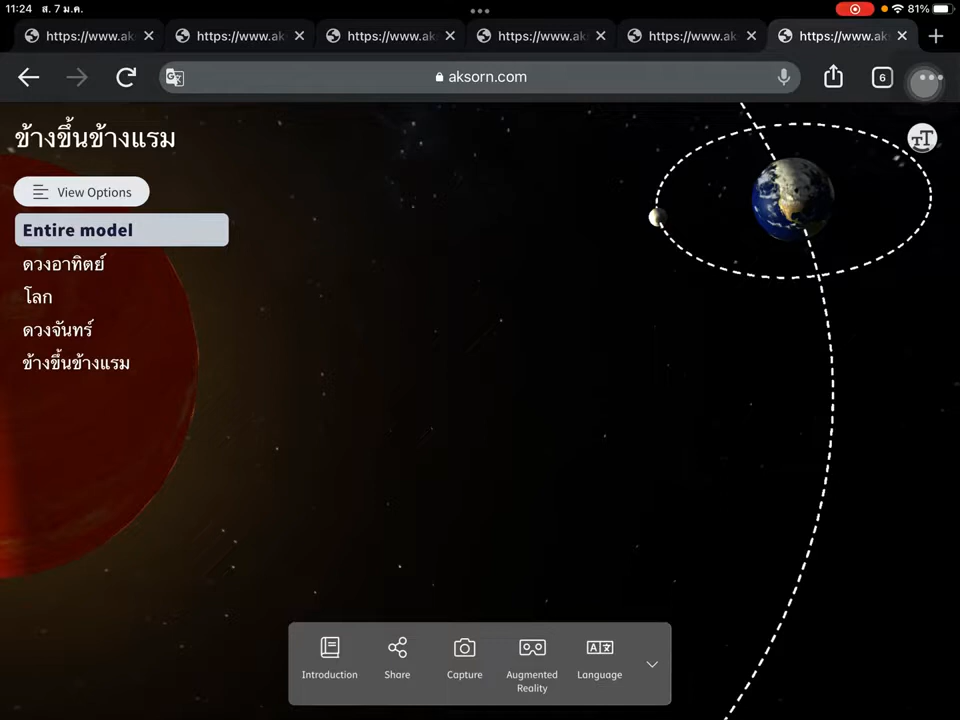 11:24 ส. 7 ม.ค.
81%
https://www.ak
https://www.ak
https://www.ak
https://www.ak
https://www.ak
https://www.ak
aksorn.com
6
ข้างขึ้นข้างแรม
TT
View Options
Entire model
ดวงอาทิตย์
โลก
ดวงจันทร์
ข้างขึ้นข้างแรม
Introduction
Share
Capture
Augmented
Reality
Language